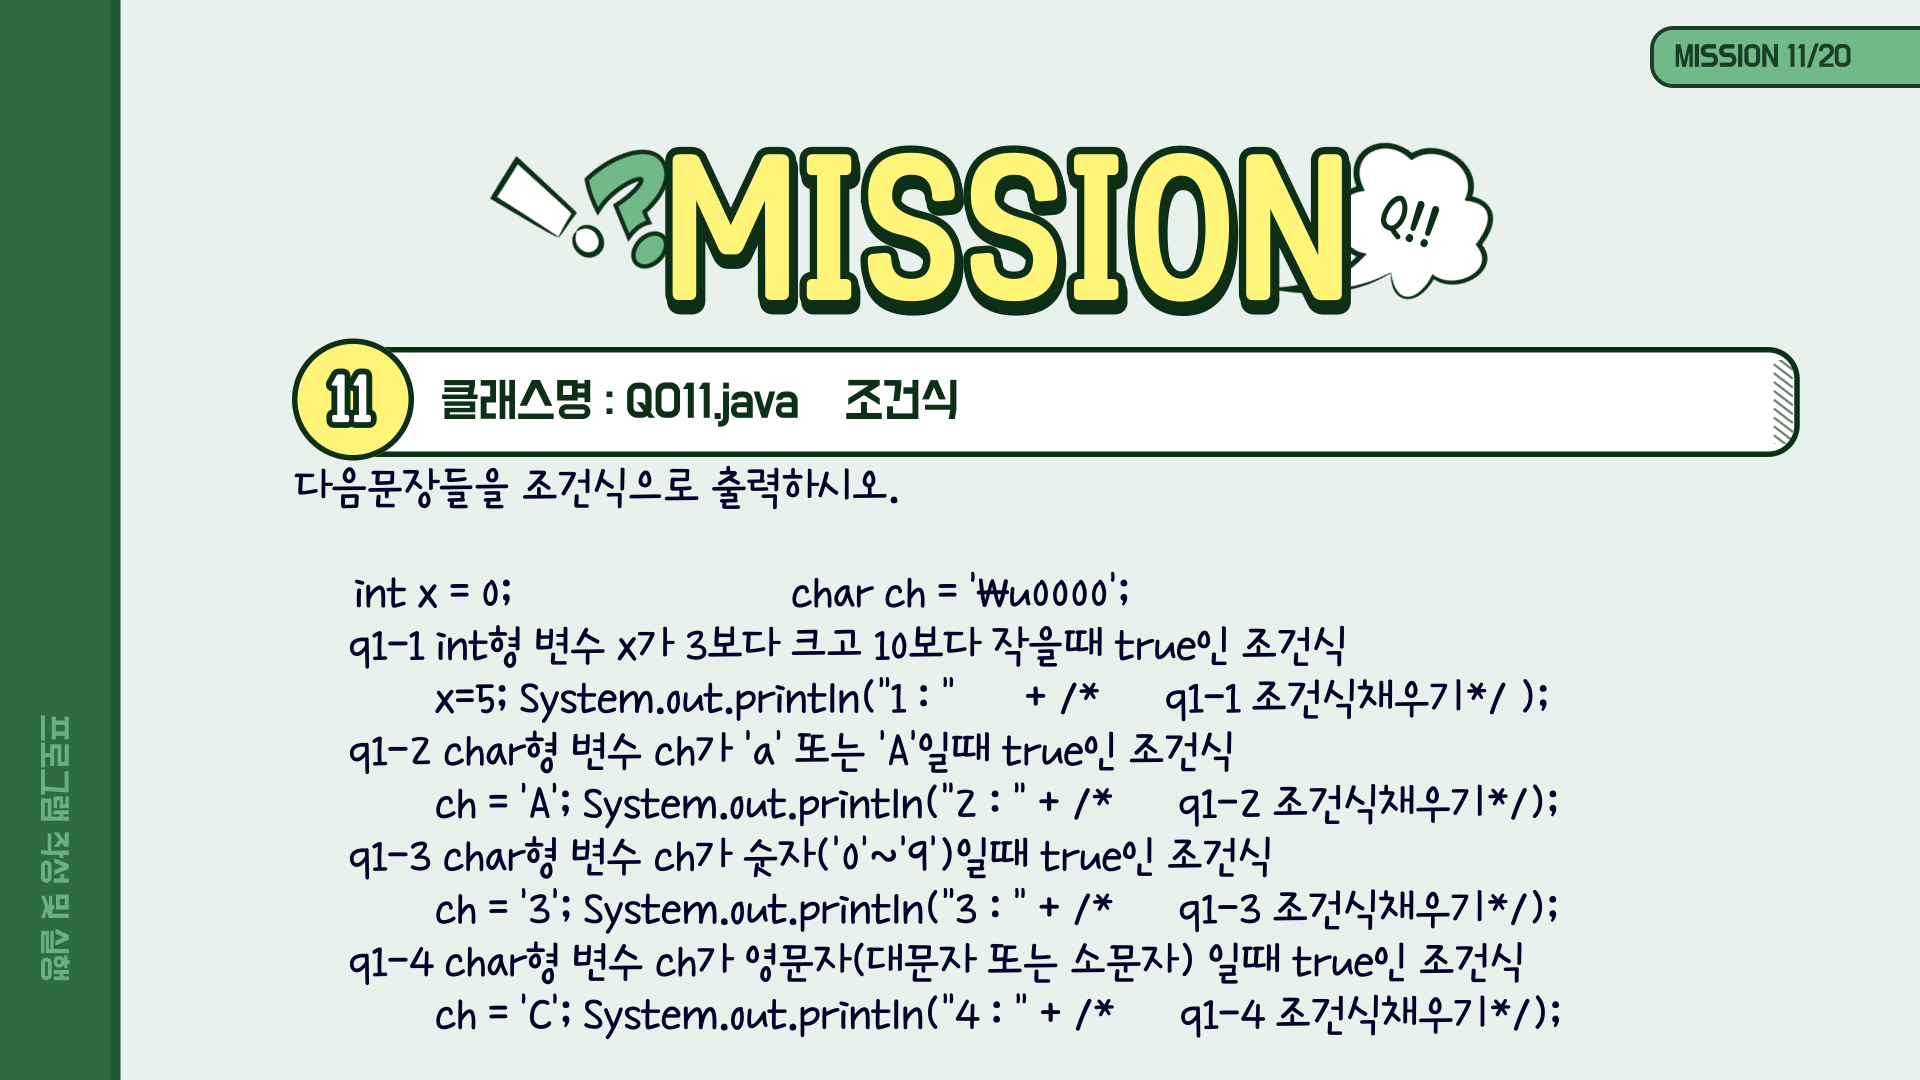 MISSION 11/20
MISSION
Q!!
11
클래스명 : Q011.java 조건식
다음문장들을 조건식으로 출력하시오.
int x = 0; char ch = '₩u0000';
q1-1 int형 변수 x가 3보다 크고 10보다 작을때 true인 조건식
x=5; System.out.println("1 : " + /* q1-1 조건식채우기*/ );
q1-2 char형 변수 ch가 'a' 또는 'A'일때 true인 조건식
ch = 'A'; System.out.println("2 : " + /* q1-2 조건식채우기*/);
q1-3 char형 변수 ch가 숫자('0'~'9')일때 true인 조건식
ch = '3'; System.out.println("3 : " + /* q1-3 조건식채우기*/);
q1-4 char형 변수 ch가 영문자(대문자 또는 소문자) 일때 true인 조건식
ch = 'C'; System.out.println("4 : " + /* q1-4 조건식채우기*/);
프로그램 작성 및 실행